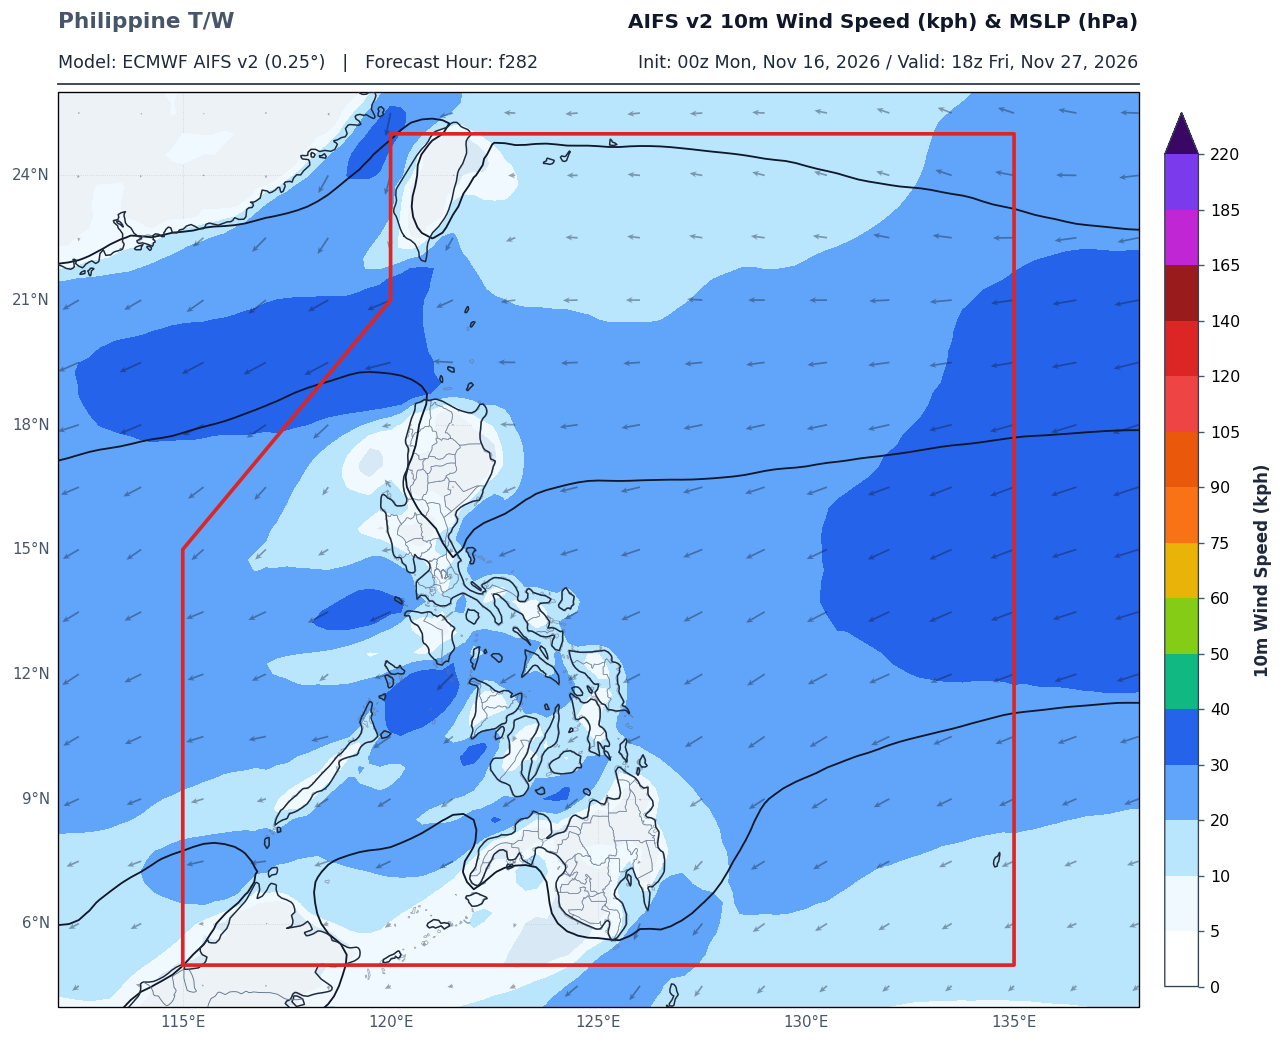 Philippine T/W
AIFS v2 10m Wind Speed (kph) & MSLP (hPa)
Model: ECMWF AIFS v2 (0.25°) | Forecast Hour: f282
Init: 00z Mon, Nov 16, 2026 / Valid: 18z Fri, Nov 27, 2026
24°N
21°N
18°N
15°N
12°N
9°N
6°N
115°E
120°E
125°E
130°E
135°E
220
185
165
140
120
105
90
75
60
50
40
30
20
10
5
0
10m Wind Speed (kph)